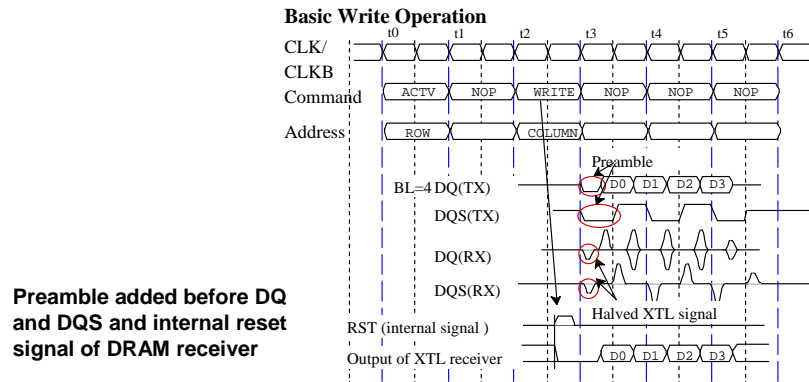 Basic Write Operation
t0 t1 t2 t3 t4 t5 t6
CLK/
CLKB
Command ACTV NOP WRITE NOP NOP NOP
Address ROW COLUMN
Preamble
BL=4 DQ(TX) D0 D1 D2 D3
DQS(TX)
DQ(RX)
DQS(RX)
Preamble added before DQ
and DQS and internal reset
signal of DRAM receiver
Halved XTL signal
RST (internal signal )
Output of XTL receiver D0 D1 D2 D3